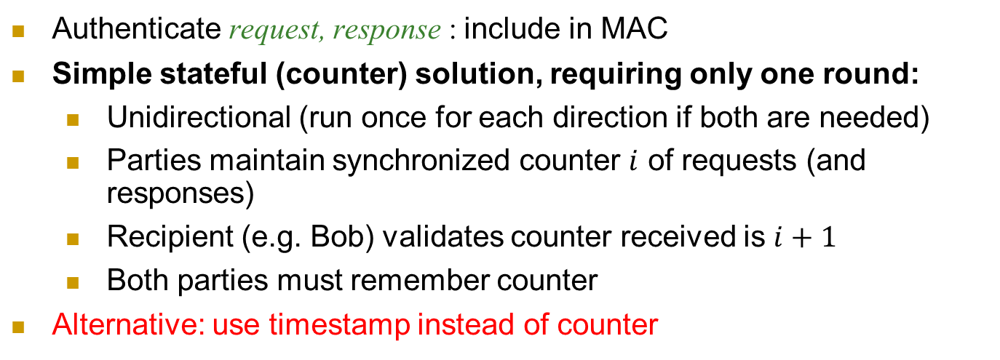 Authenticate request, response : include in MAC
Simple stateful (counter) solution, requiring only one round:
Unidirectional (run once for each direction if both are needed)
Parties maintain synchronized counter i of requests (and
responses)
Recipient (e.g. Bob) validates counter received is i + 1
Both parties must remember counter
Alternative: use timestamp instead of counter